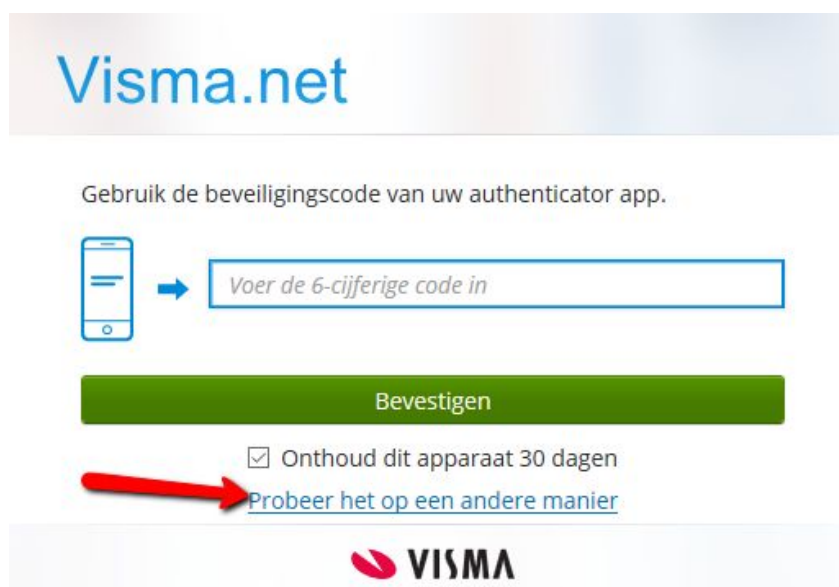 Visma.net
Gebruik de beveiligingscode van uw authenticator app.
Voer de 6-cijferige code in
Bevestigen
Onthoud dit apparaat 30 dagen
Probeer het op een andere manier
VISMA